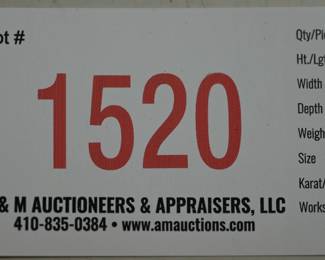 ot #
1520
& M AUCTIONEERS & APPRAISERS, LLC
410-835-0384 • www.amauctions.com
Qty/Pi
Ht./Lgt
Width
Depth
Weigh
Size
Karat/
Works